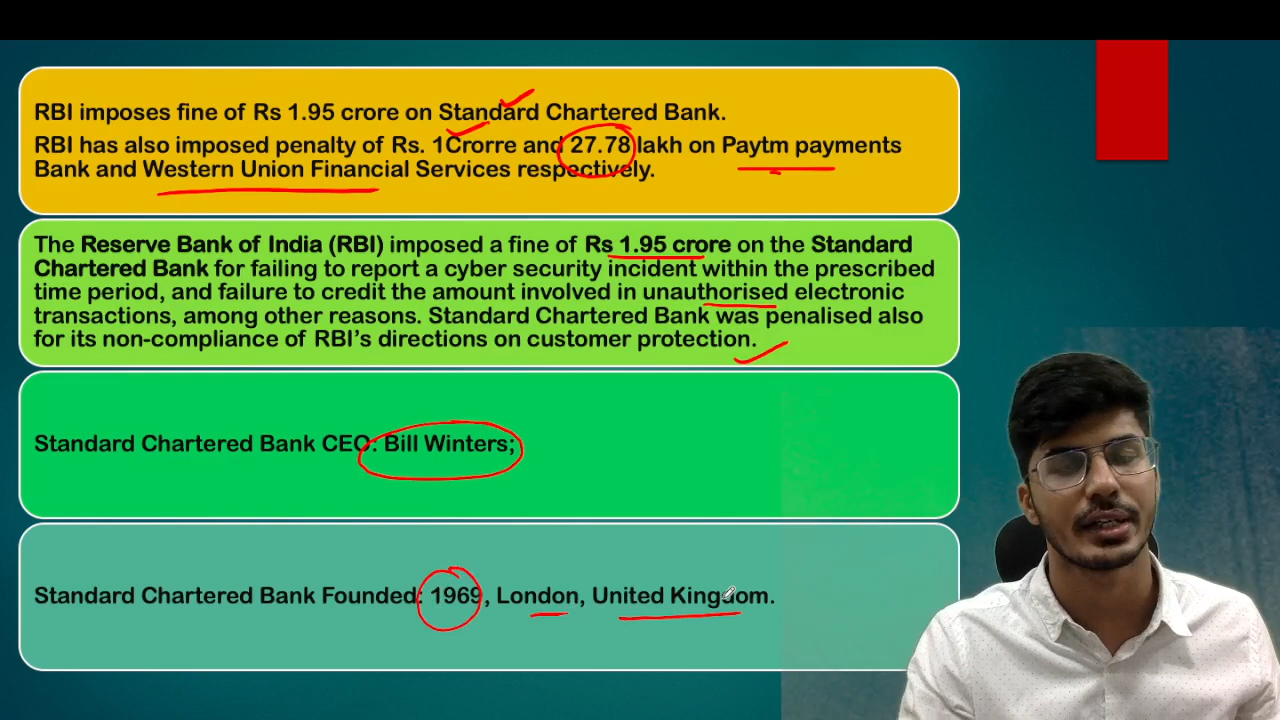 RBI imposes fine of Rs 1.95 crore on Standard Chartered Bank.
RBI has also imposed penalty of Rs. 1Crorre and 27.78 lakh on Paytm payments
Bank and Western Union Financial Services respectively.
The Reserve Bank of India (RBI) imposed a fine of Rs 1.95 crore on the Standard
Chartered Bank for failing to report a cyber security incident within the prescribed
time period, and failure to credit the amount involved in unauthorised electronic
transactions, among other reasons. Standard Chartered Bank was penalised also
for its non-compliance of RBI's directions on customer protection.
Standard Chartered Bank CEO: Bill Winters;
Standard Chartered Bank Founded: 1969, London, United Kingdom.